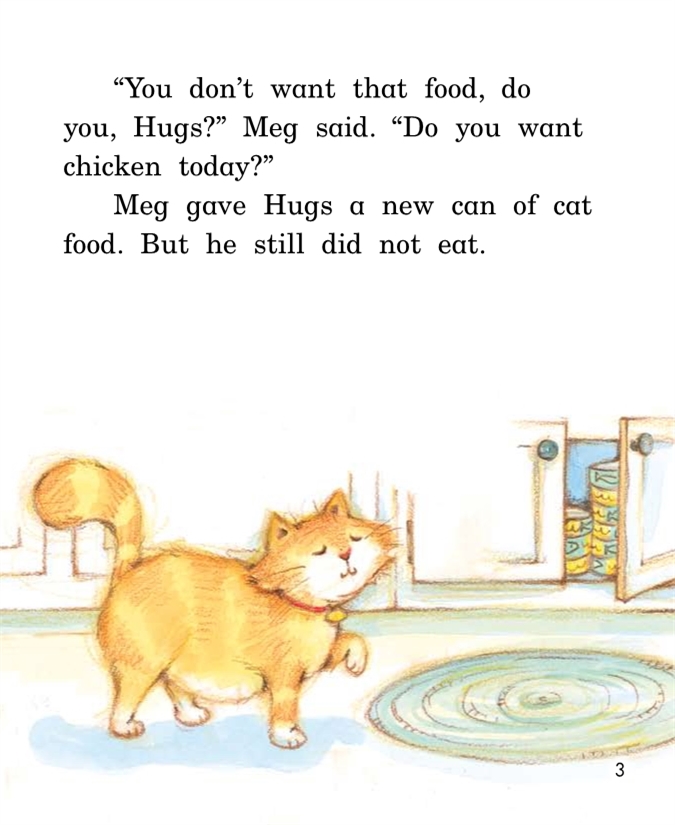 “You don’t want that food, do
you, Hugs?” Meg said. “Do you want
chicken today?”
Meg gave Hugs a new can of cat
food. But he still did not eat.
3